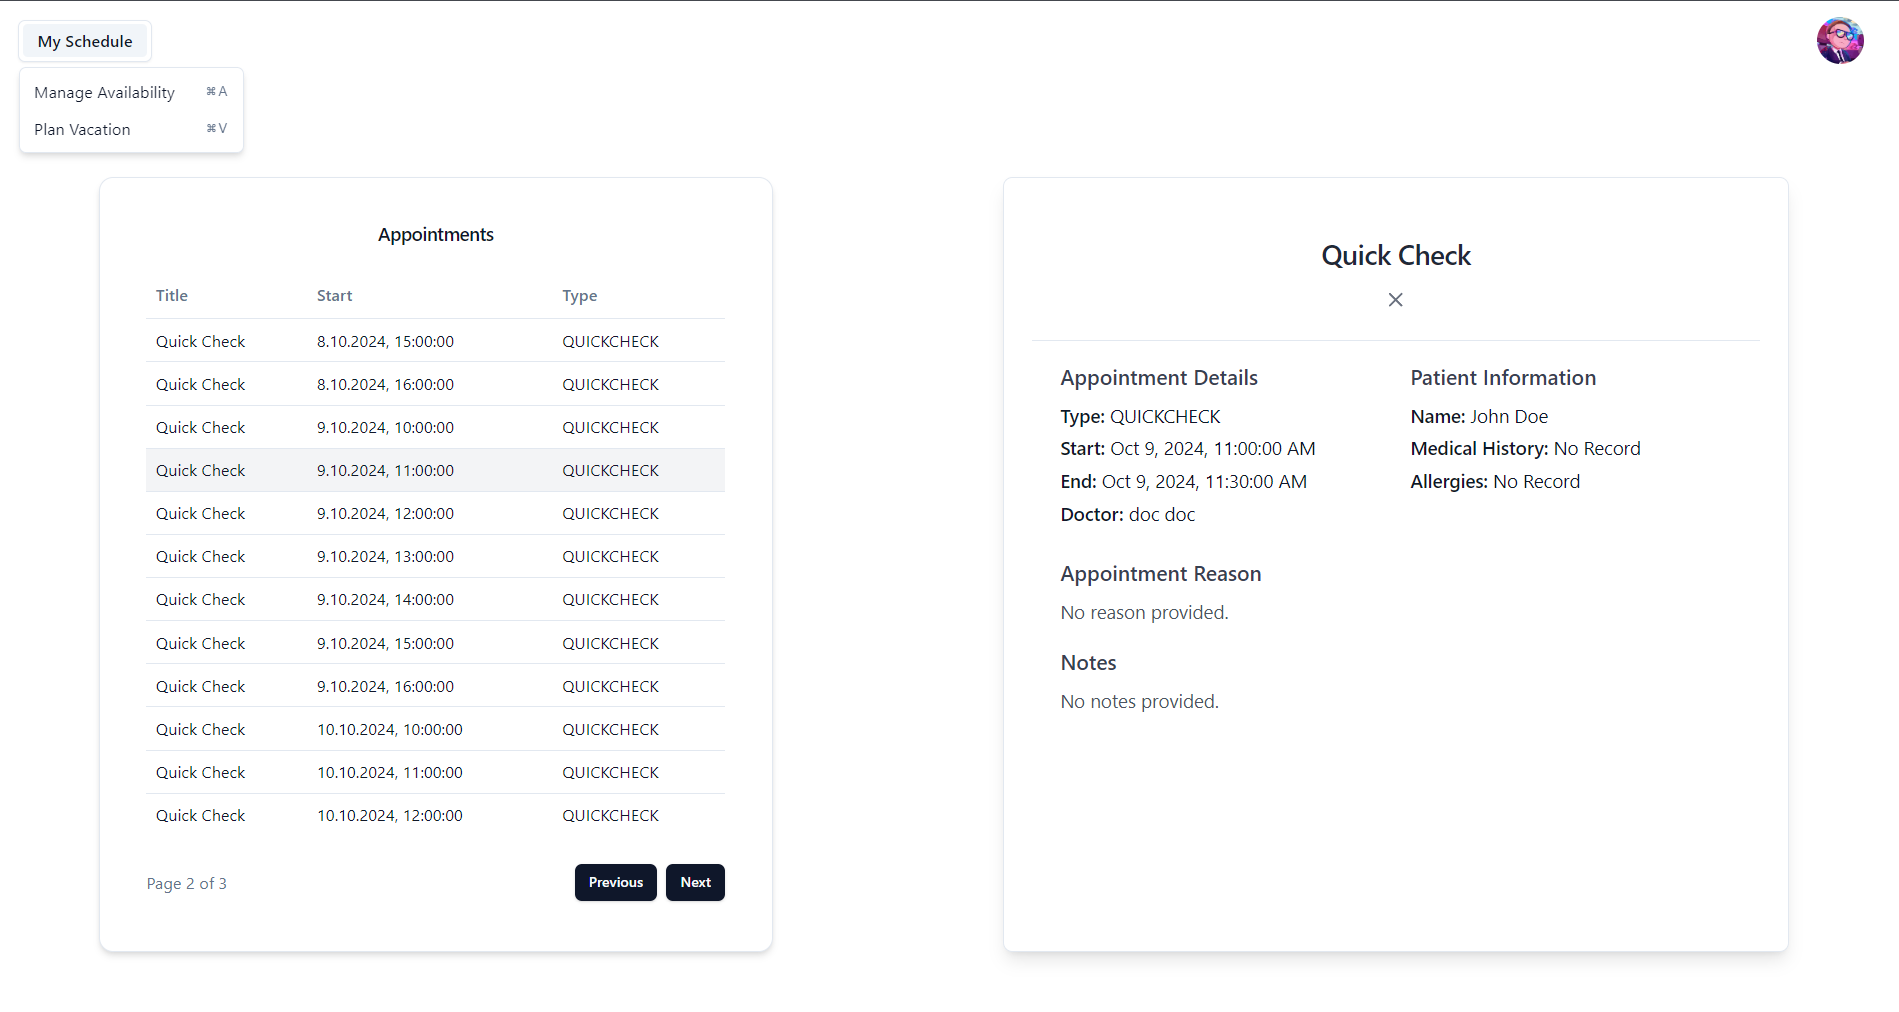 My Schedule
Manage Availability ⌘A
Plan Vacation ⌘V
Appointments
Title Start Type
Quick Check 8.10.2024, 15:00:00 QUICKCHECK
Quick Check 8.10.2024, 16:00:00 QUICKCHECK
Quick Check 9.10.2024, 10:00:00 QUICKCHECK
Quick Check 9.10.2024, 11:00:00 QUICKCHECK
Quick Check 9.10.2024, 12:00:00 QUICKCHECK
Quick Check 9.10.2024, 13:00:00 QUICKCHECK
Quick Check 9.10.2024, 14:00:00 QUICKCHECK
Quick Check 9.10.2024, 15:00:00 QUICKCHECK
Quick Check 9.10.2024, 16:00:00 QUICKCHECK
Quick Check 10.10.2024, 10:00:00 QUICKCHECK
Quick Check 10.10.2024, 11:00:00 QUICKCHECK
Quick Check 10.10.2024, 12:00:00 QUICKCHECK
Page 2 of 3 Previous Next
Quick Check
Appointment Details
Type: QUICKCHECK
Start: Oct 9, 2024, 11:00:00 AM
End: Oct 9, 2024, 11:30:00 AM
Doctor: doc doc
Patient Information
Name: John Doe
Medical History: No Record
Allergies: No Record
Appointment Reason
No reason provided.
Notes
No notes provided.